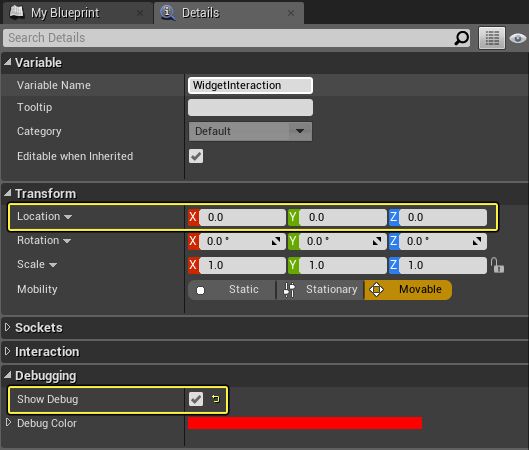 My Blueprint Details
Search Details
Variable
Variable Name WidgetInteraction
Tooltip
Category Default
Editable when Inherited
Transform
Location X 0.0 Y 0.0 Z 0.0
Rotation X 0.0 ° Y 0.0 ° Z 0.0 °
Scale X 1.0 Y 1.0 Z 1.0
Mobility Static Stationary Movable
Sockets
Interaction
Debugging
Show Debug
Debug Color